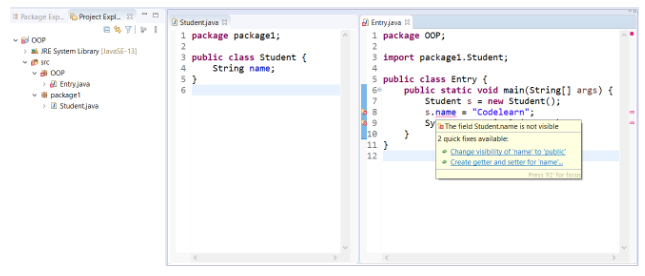 Package Exp...
Project Expl...
OOP
JRE System Library [JavaSE-13]
src
OOP
Entry.java
package1
Student.java
Student.java
1 package package1;
2
3 public class Student {
4 String name;
5 }
6
Entry.java
1 package OOP;
2
3 import package1.Student;
4
5 public class Entry {
6 public static void main(String[] args) {
7 Student s = new Student();
8 s.name = "Codelearn";
9 Sy
10 }
11 }
12
The field Student.name is not visible
2 quick fixes available:
Change visibility of 'name' to 'public'
Create getter and setter for 'name'...
Press 'F2' for focus